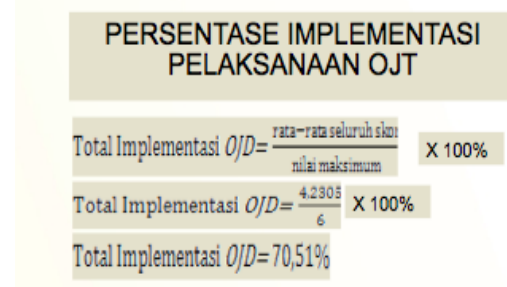 PERSENTASE IMPLEMENTASI
PELAKSANAAN OJT
Total Implementasi OJD= rata-rata seluruh skor / nilai maksimum X 100%
Total Implementasi OJD= 4,2305 / 6 X 100%
Total Implementasi OJD=70,51%